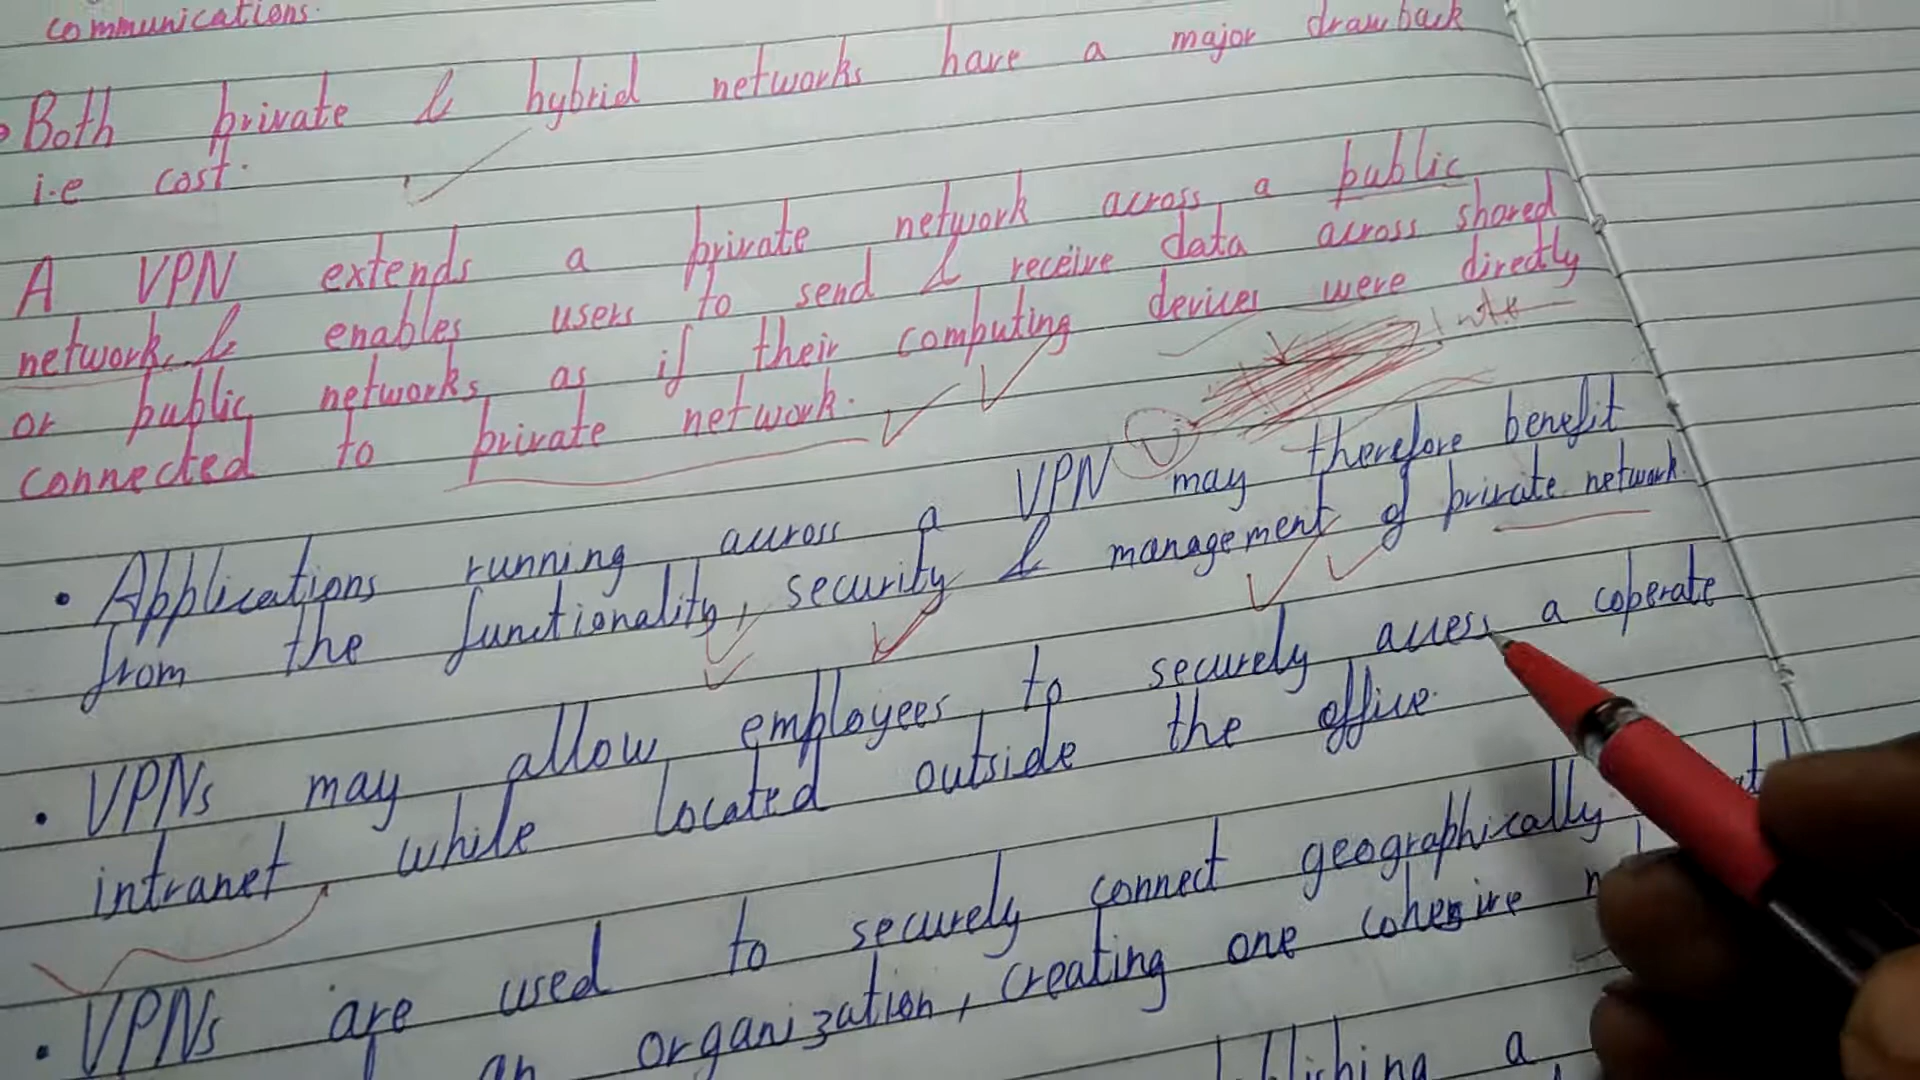 communications.
Both private & hybrid networks have a major drawback
i.e cost.
A VPN extends a private network across a public
network & enables users to send & receive data across shared
or public networks as if their computing devices were directly
connected to private network.
• Applications running across a VPN may therefore benefit
from the functionality, security & management of private network.
• VPNs may allow employees to securely access a coperate
intranet while located outside the office.
• VPNs are used to securely connect geographically
an organization, creating one cohesive
a